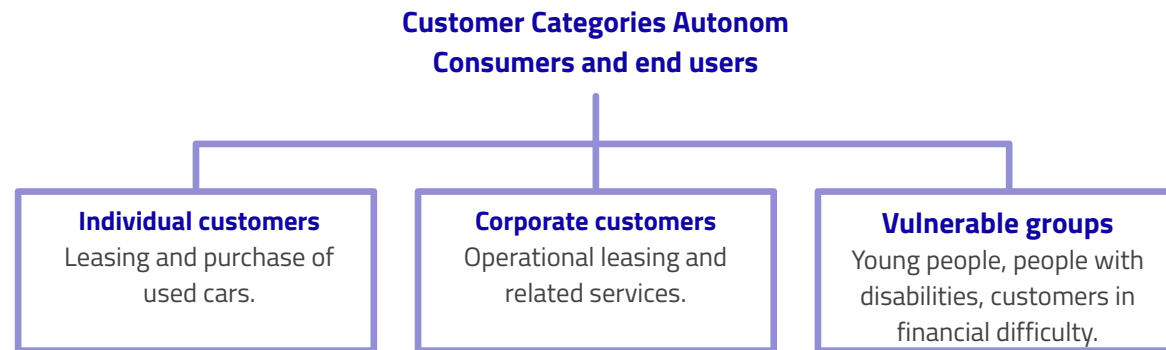 Customer Categories Autonom
Consumers and end users
Individual customers
Leasing and purchase of
used cars.
Corporate customers
Operational leasing and
related services.
Vulnerable groups
Young people, people with
disabilities, customers in
financial difficulty.